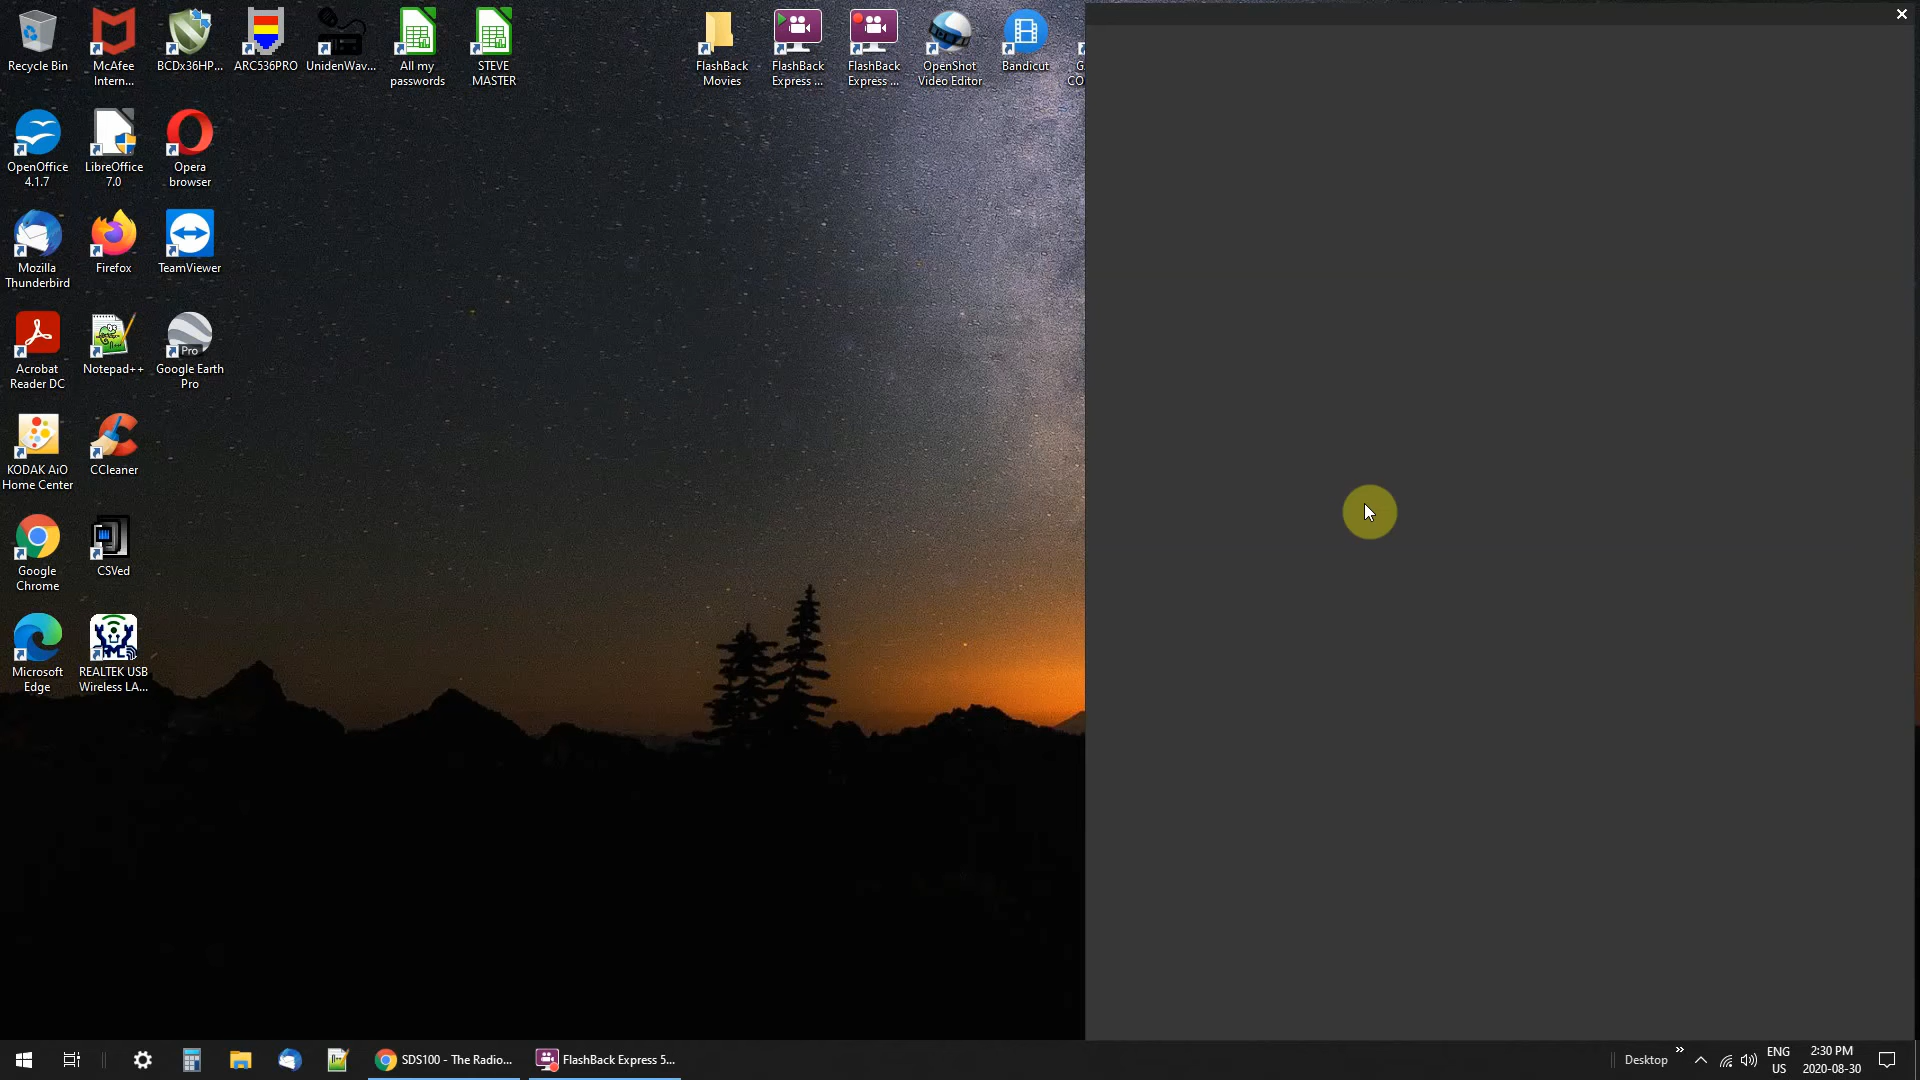 Recycle Bin
McAfee
Intern...
BCDx36HP...
ARC536PRO
UnidenWav...
All my
passwords
STEVE
MASTER
FlashBack
Movies
FlashBack
Express ...
FlashBack
Express ...
OpenShot
Video Editor
Bandicut
G
CO
OpenOffice
4.1.7
LibreOffice
7.0
Opera
browser
Mozilla
Thunderbird
Firefox
TeamViewer
Acrobat
Reader DC
Notepad++
Pro
Google Earth
Pro
KODAK AiO
Home Center
CCleaner
Google
Chrome
CSVed
Microsoft
Edge
REALTEK USB
Wireless LA...
SDS100 - The Radio...
FlashBack Express 5...
Desktop
ENG
US
2:30 PM
2020-08-30